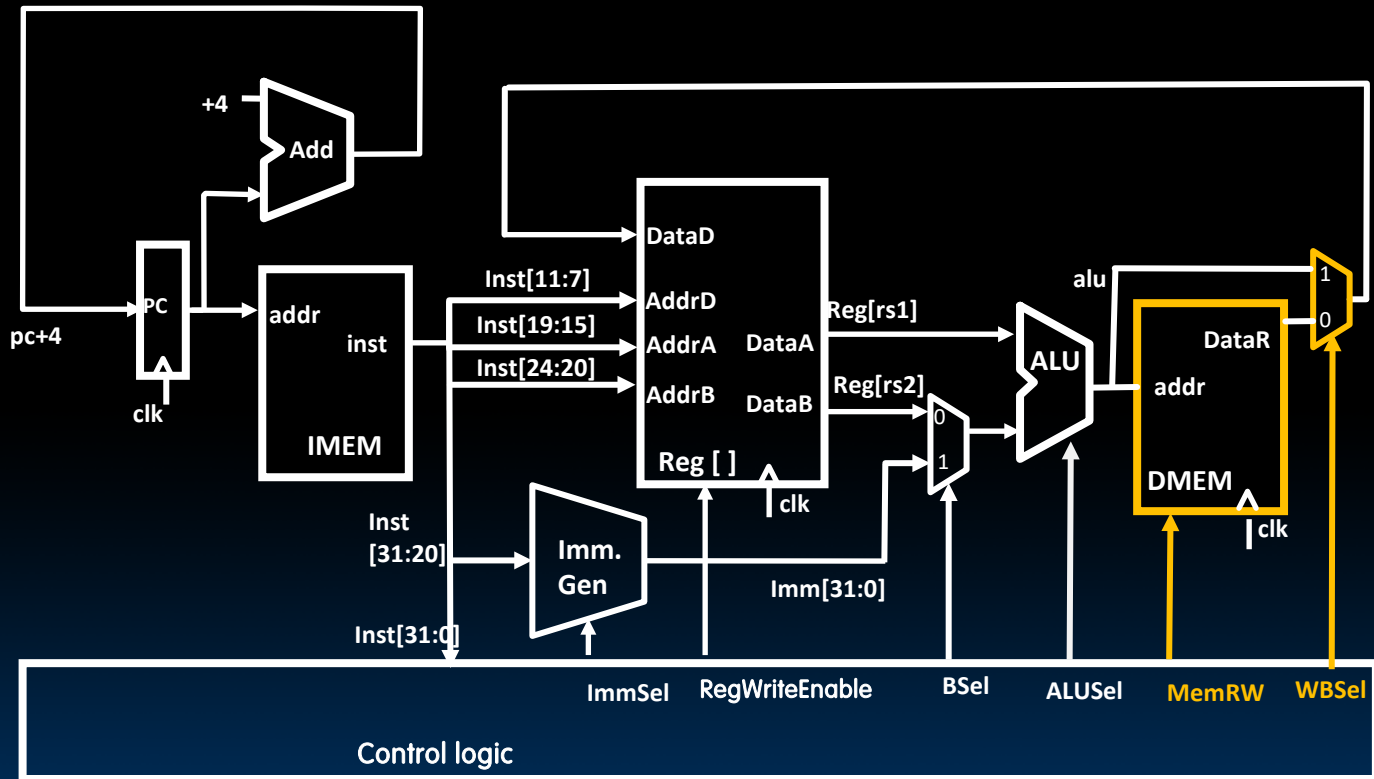 +4
Add
DataD
Inst[11:7]
alu
1
PC
addr
AddrD
Reg[rs1]
0
pc+4
inst
Inst[19:15]
AddrA
DataA
ALU
DataR
Inst[24:20]
AddrB
DataB
Reg[rs2]
addr
clk
0
IMEM
Reg [ ]
1
DMEM
clk
clk
Inst
[31:20]
Imm.
Gen
Imm[31:0]
Inst[31:0]
ImmSel
RegWriteEnable
BSel
ALUSel
MemRW
WBSel
Control logic